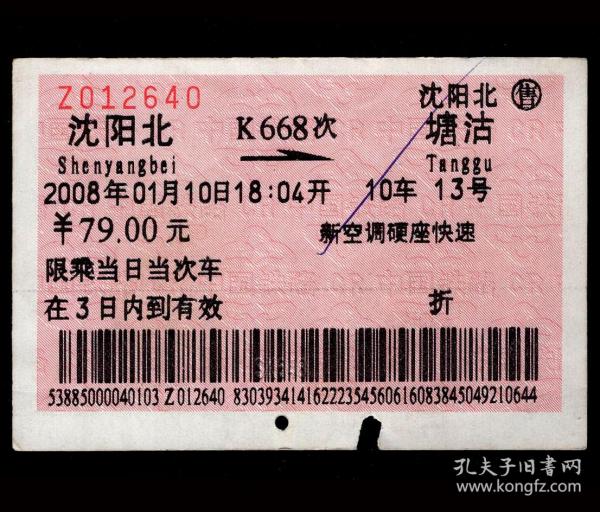 Z012640
沈阳北 售
沈阳北 K668次 塘沽
Shenyangbei Tanggu
2008年01月10日18:04开 10车 13号
￥79.00元 新空调硬座快速
限乘当日当次车
在3日内到有效 折
53885000040103 Z012640 83039341416222354560616083845049210644
孔夫子旧书网
www.kongfz.com